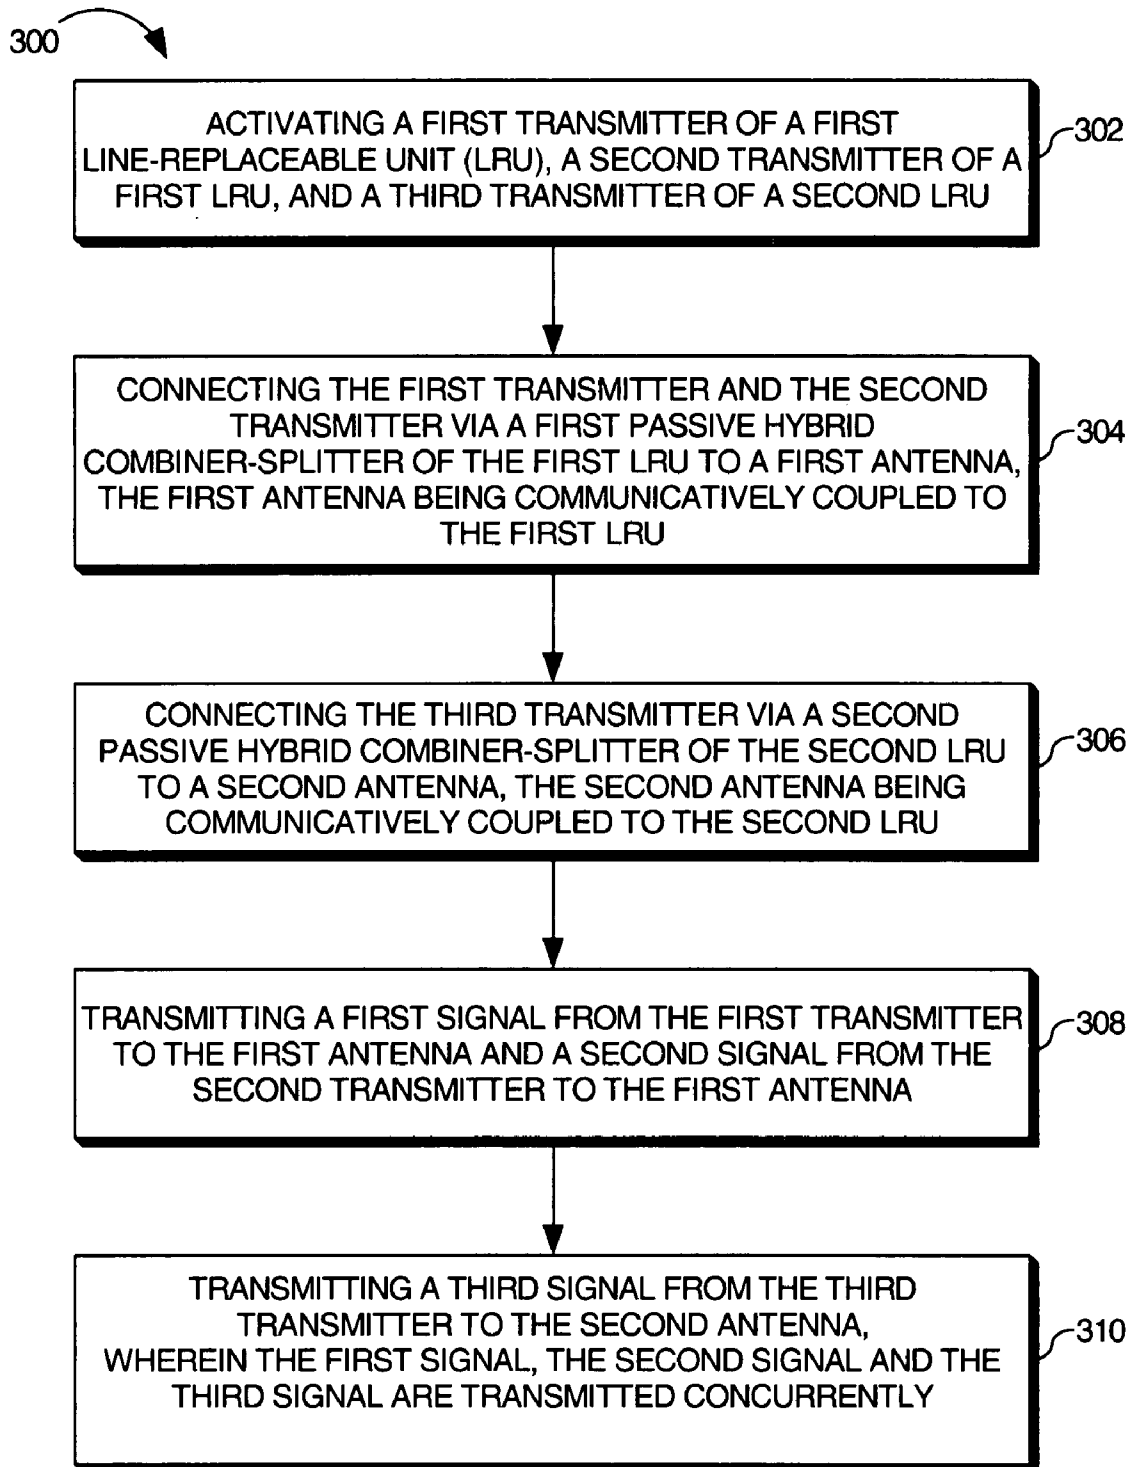 300
ACTIVATING A FIRST TRANSMITTER OF A FIRST
LINE-REPLACEABLE UNIT (LRU), A SECOND TRANSMITTER OF A
FIRST LRU, AND A THIRD TRANSMITTER OF A SECOND LRU
302
CONNECTING THE FIRST TRANSMITTER AND THE SECOND
TRANSMITTER VIA A FIRST PASSIVE HYBRID
COMBINER-SPLITTER OF THE FIRST LRU TO A FIRST ANTENNA,
THE FIRST ANTENNA BEING COMMUNICATIVELY COUPLED TO
THE FIRST LRU
304
CONNECTING THE THIRD TRANSMITTER VIA A SECOND
PASSIVE HYBRID COMBINER-SPLITTER OF THE SECOND LRU
TO A SECOND ANTENNA, THE SECOND ANTENNA BEING
COMMUNICATIVELY COUPLED TO THE SECOND LRU
306
TRANSMITTING A FIRST SIGNAL FROM THE FIRST TRANSMITTER
TO THE FIRST ANTENNA AND A SECOND SIGNAL FROM THE
SECOND TRANSMITTER TO THE FIRST ANTENNA
308
TRANSMITTING A THIRD SIGNAL FROM THE THIRD
TRANSMITTER TO THE SECOND ANTENNA,
WHEREIN THE FIRST SIGNAL, THE SECOND SIGNAL AND THE
THIRD SIGNAL ARE TRANSMITTED CONCURRENTLY
310